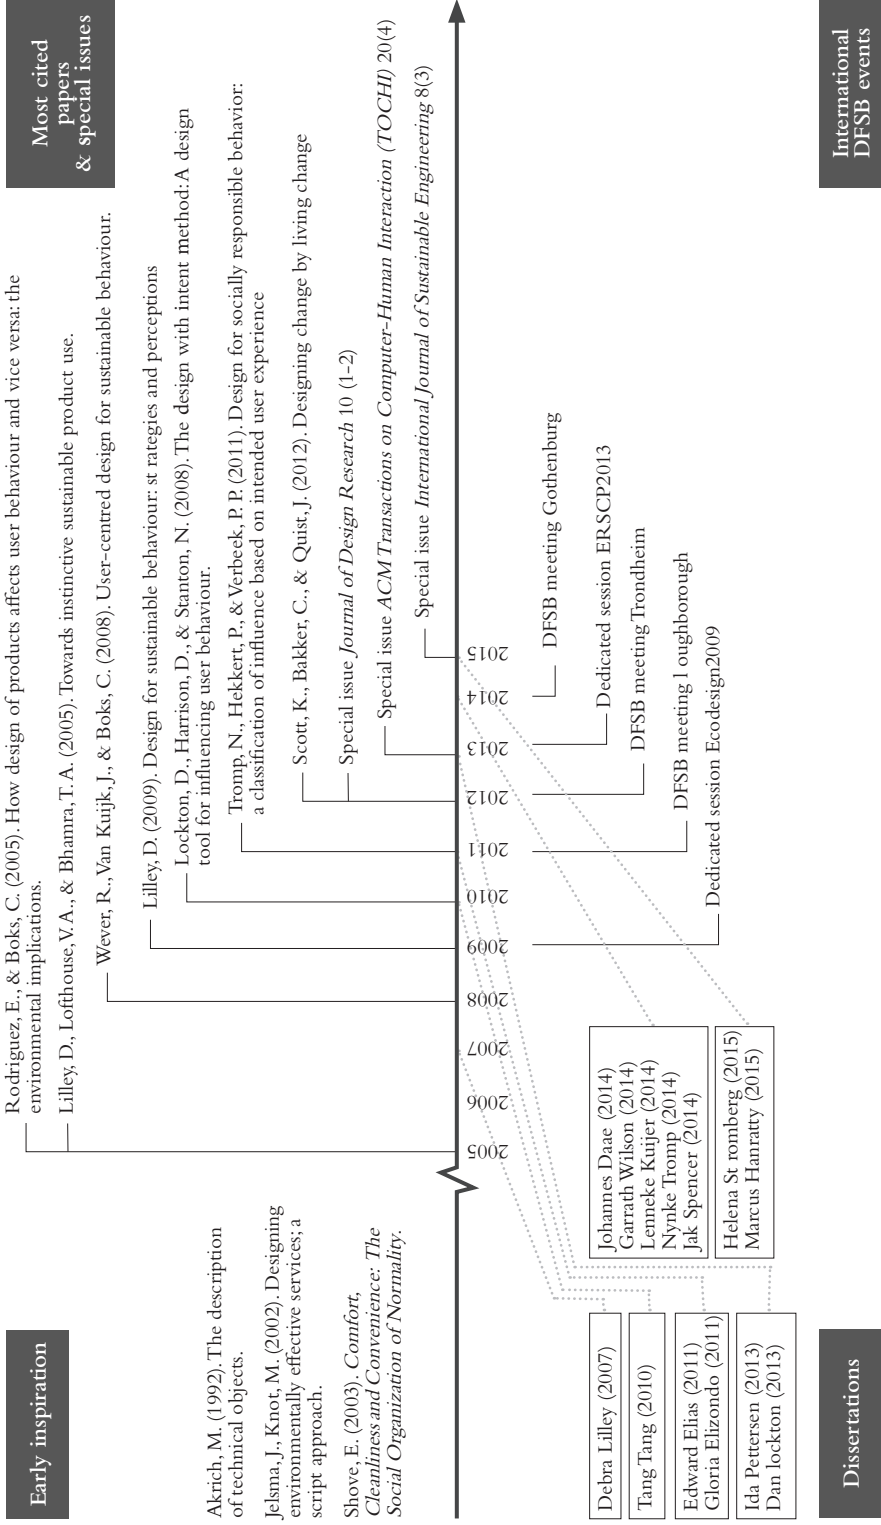 Early inspiration
Akrich, M. (1992). The description
of technical objects.
Jelsma, J., Knot, M. (2002). Designing
environmentally effective services; a
script approach.
Shove, E. (2003). Comfort,
Cleanliness and Convenience: The
Social Organization of Normality.
Most cited
papers
& special issues
Rodriguez, E., & Boks, C. (2005). How design of products affects user behaviour and vice versa: the
environmental implications.
Lilley, D., Lofthouse, V. A., & Bhamra, T. A. (2005). Towards instinctive sustainable product use.
Wever, R., Van Kuijk, J., & Boks, C. (2008). User-centred design for sustainable behaviour.
Lilley, D. (2009). Design for sustainable behaviour: st rategies and perceptions
Lockton, D., Harrison, D., & Stanton, N. (2008). The design with intent method: A design
tool for influencing user behaviour.
Tromp, N., Hekkert, P., & Verbeek, P. P. (2011). Design for socially responsible behavior:
a classification of influence based on intended user experience
Scott, K., Bakker, C., & Quist, J. (2012). Designing change by living change
Special issue Journal of Design Research 10 (1-2)
Special issue ACM Transactions on Computer-Human Interaction (TOCHI) 20(4)
Special issue International Journal of Sustainable Engineering 8(3)
2005 2006 2007 2008 2009 2010 2011 2012 2013 2014 2015
DFSB meeting Gothenburg
Dedicated session ERSCP2013
DFSB meeting Trondheim
DFSB meeting l oughborough
Dedicated session Ecodesign2009
International
DFSB events
Debra Lilley (2007)
Tang Tang (2010)
Edward Elias (2011)
Gloria Elizondo (2011)
Ida Pettersen (2013)
Dan lockton (2013)
Johannes Daae (2014)
Garrath Wilson (2014)
Lenneke Kuijer (2014)
Nynke Tromp (2014)
Jak Spencer (2014)
Helena St romberg (2015)
Marcus Hanratty (2015)
Dissertations